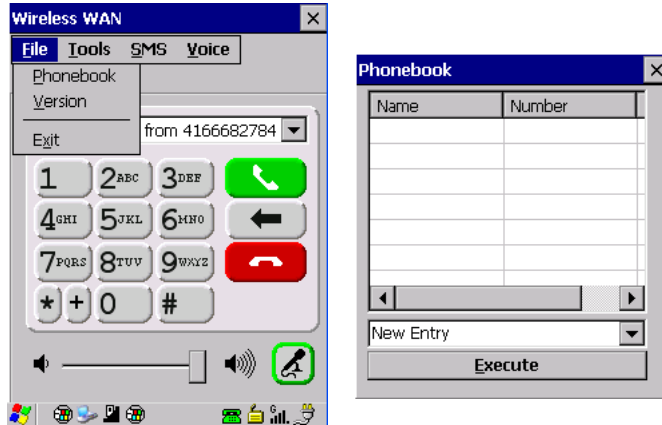 Wireless WAN
File Tools SMS Voice
Phonebook
Version
Exit
from 4166682784
1 2ABC 3DEF
4GHI 5JKL 6MNO
7PQRS 8TUV 9WXYZ
* + 0 #
Phonebook
Name Number
New Entry
Execute